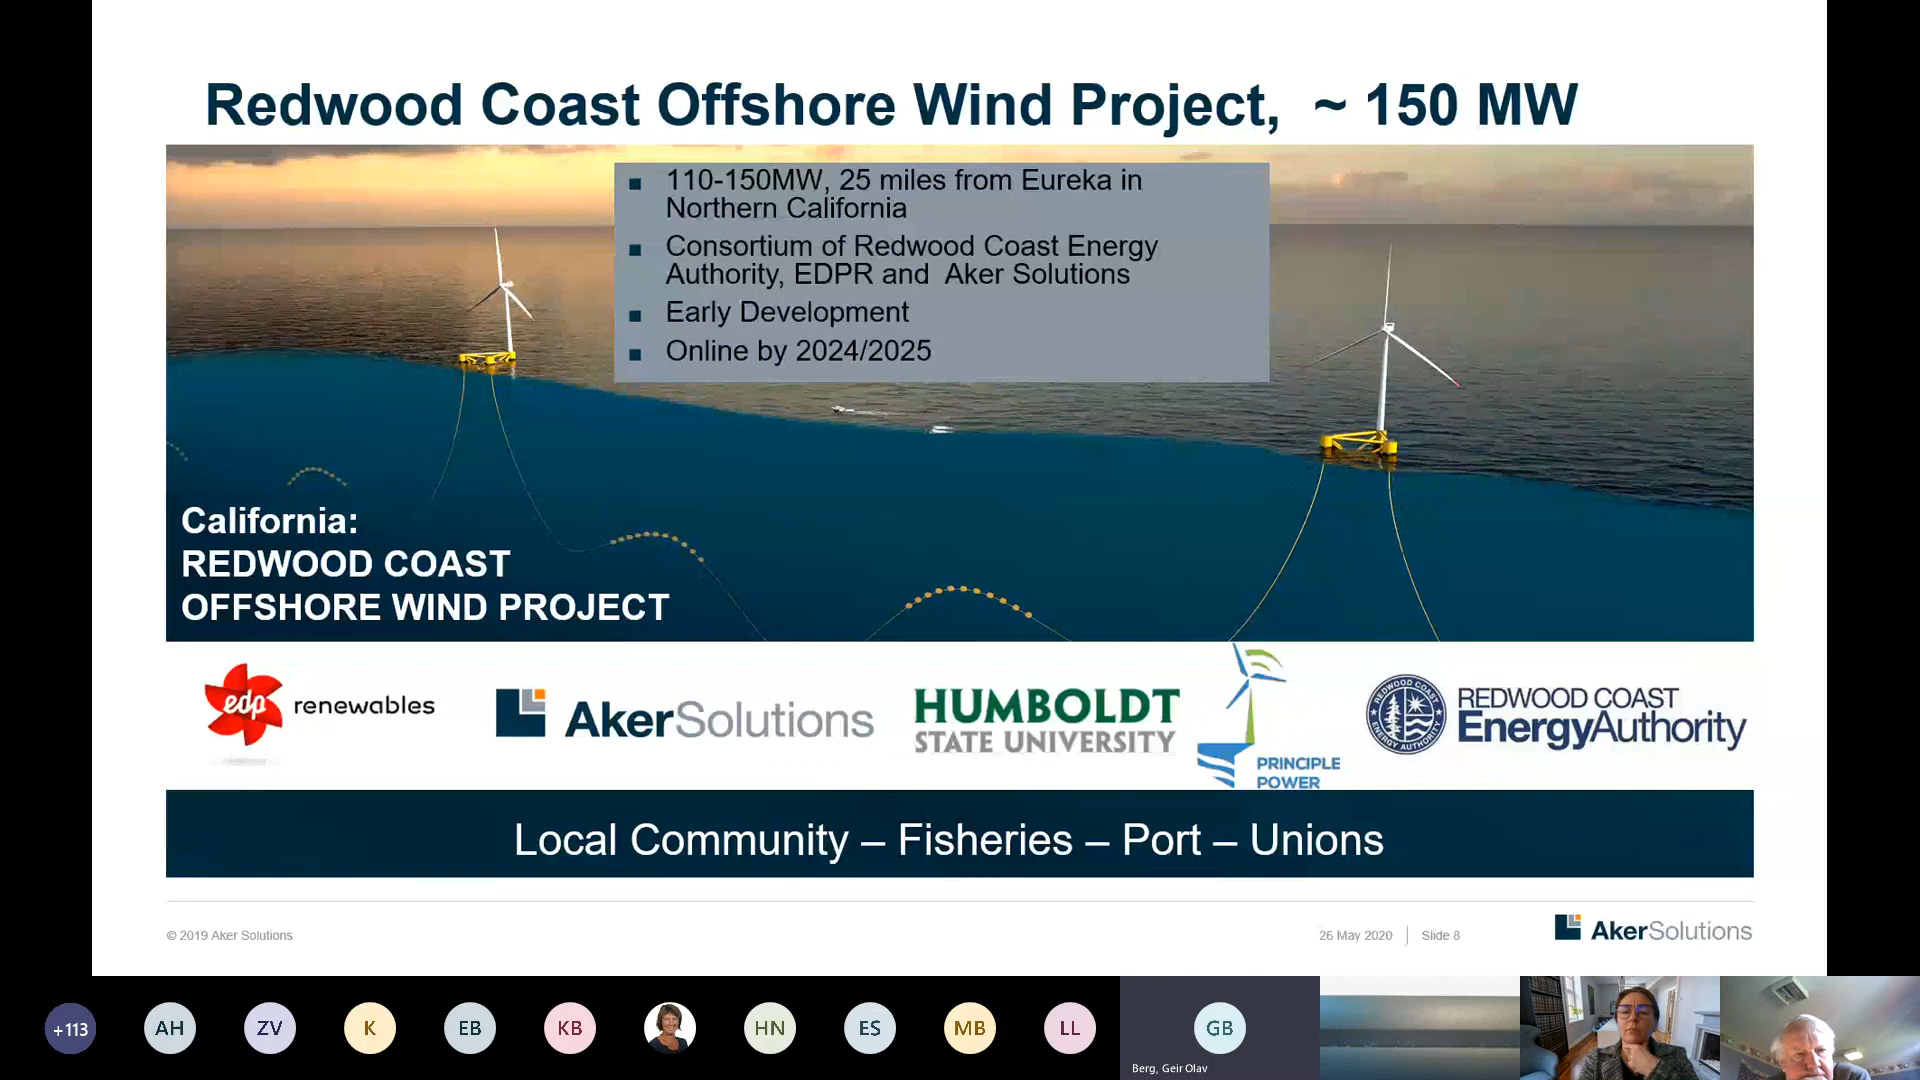 Redwood Coast Offshore Wind Project, ~ 150 MW
110-150MW, 25 miles from Eureka in
Northern California
Consortium of Redwood Coast Energy
Authority, EDPR and Aker Solutions
Early Development
Online by 2024/2025
California:
REDWOOD COAST
OFFSHORE WIND PROJECT
edp renewables
AkerSolutions
HUMBOLDT
STATE UNIVERSITY
PRINCIPLE
POWER
REDWOOD COAST ENERGY AUTHORITY
REDWOOD COAST
EnergyAuthority
Local Community – Fisheries – Port – Unions
© 2019 Aker Solutions
26 May 2020
Slide 8
AkerSolutions
+113
AH
ZV
K
EB
KB
HN
ES
MB
LL
GB
Berg, Geir Olav